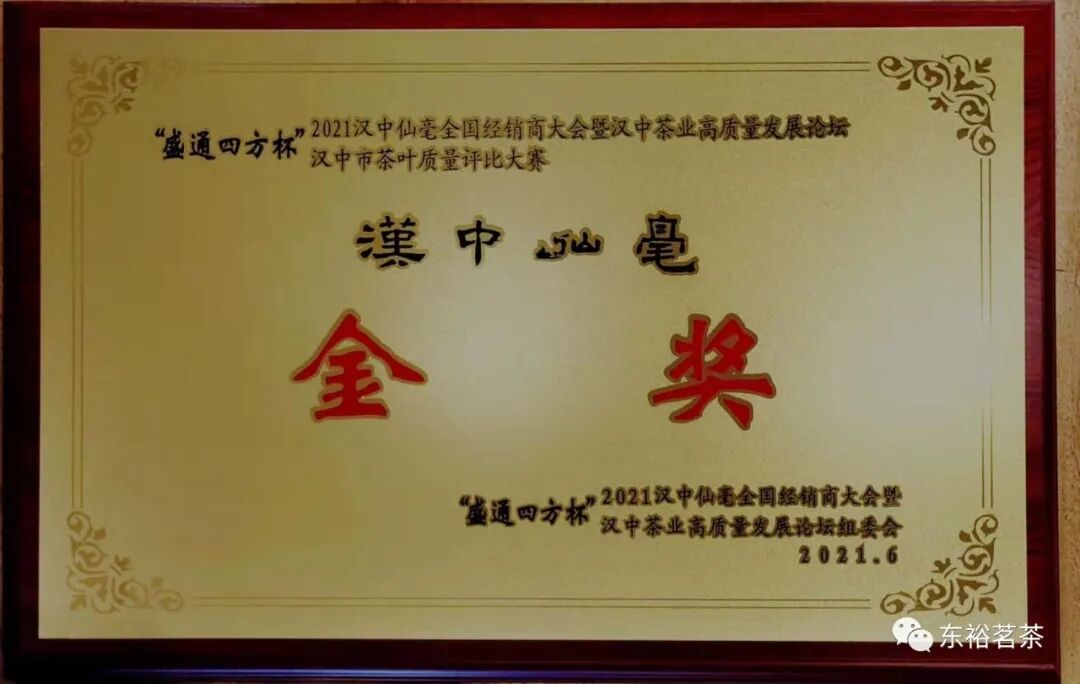 “盛通四方杯”2021汉中仙毫全国经销商大会暨汉中茶业高质量发展论坛
汉中市茶叶质量评比大赛
漢中仙毫
金奖
“盛通四方杯”2021汉中仙毫全国经销商大会暨
汉中茶业高质量发展论坛组委会
2021.6
东裕茗茶